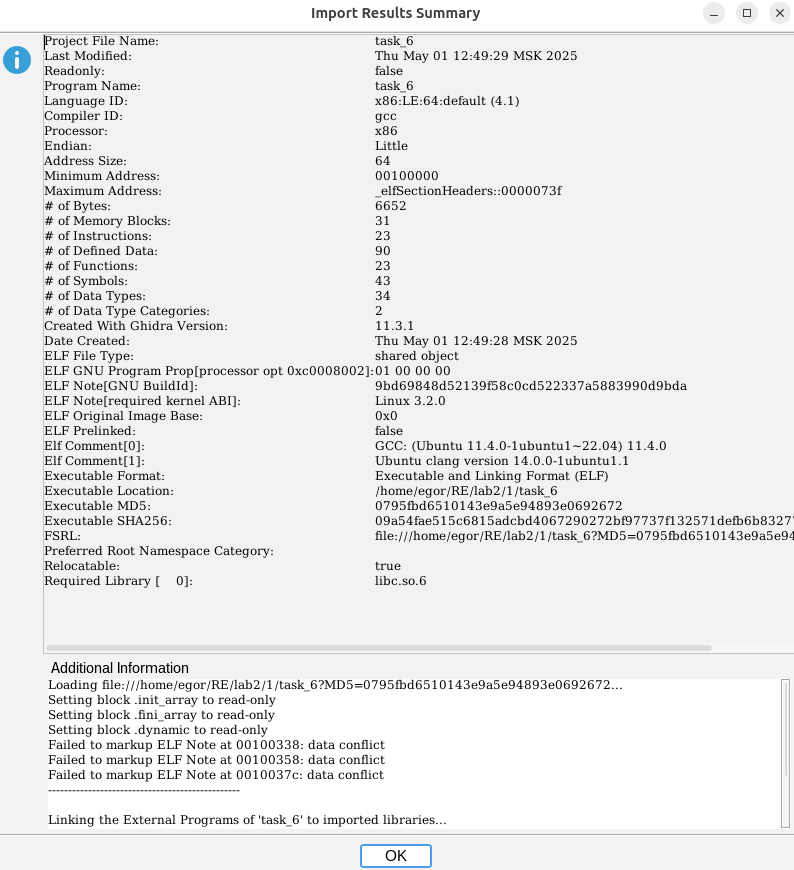 Import Results Summary
Project File Name: task_6
Last Modified: Thu May 01 12:49:29 MSK 2025
Readonly: false
Program Name: task_6
Language ID: x86:LE:64:default (4.1)
Compiler ID: gcc
Processor: x86
Endian: Little
Address Size: 64
Minimum Address: 00100000
Maximum Address: _elfSectionHeaders::0000073f
# of Bytes: 6652
# of Memory Blocks: 31
# of Instructions: 23
# of Defined Data: 90
# of Functions: 23
# of Symbols: 43
# of Data Types: 34
# of Data Type Categories: 2
Created With Ghidra Version: 11.3.1
Date Created: Thu May 01 12:49:28 MSK 2025
ELF File Type: shared object
ELF GNU Program Prop[processor opt 0xc0008002]: 01 00 00 00
ELF Note[GNU BuildId]: 9bd69848d52139f58c0cd522337a5883990d9bda
ELF Note[required kernel ABI]: Linux 3.2.0
ELF Original Image Base: 0x0
ELF Prelinked: false
Elf Comment[0]: GCC: (Ubuntu 11.4.0-1ubuntu1~22.04) 11.4.0
Elf Comment[1]: Ubuntu clang version 14.0.0-1ubuntu1.1
Executable Format: Executable and Linking Format (ELF)
Executable Location: /home/egor/RE/lab2/1/task_6
Executable MD5: 0795fbd6510143e9a5e94893e0692672
Executable SHA256: 09a54fae515c6815adcbd4067290272bf97737f132571defb6b83277
FSRL: file:///home/egor/RE/lab2/1/task_6?MD5=0795fbd6510143e9a5e94
Preferred Root Namespace Category:
Relocatable: true
Required Library [ 0]: libc.so.6
Additional Information
Loading file:///home/egor/RE/lab2/1/task_6?MD5=0795fbd6510143e9a5e94893e0692672...
Setting block .init_array to read-only
Setting block .fini_array to read-only
Setting block .dynamic to read-only
Failed to markup ELF Note at 00100338: data conflict
Failed to markup ELF Note at 00100358: data conflict
Failed to markup ELF Note at 0010037c: data conflict
------------------------------------------------
Linking the External Programs of 'task_6' to imported libraries...
OK